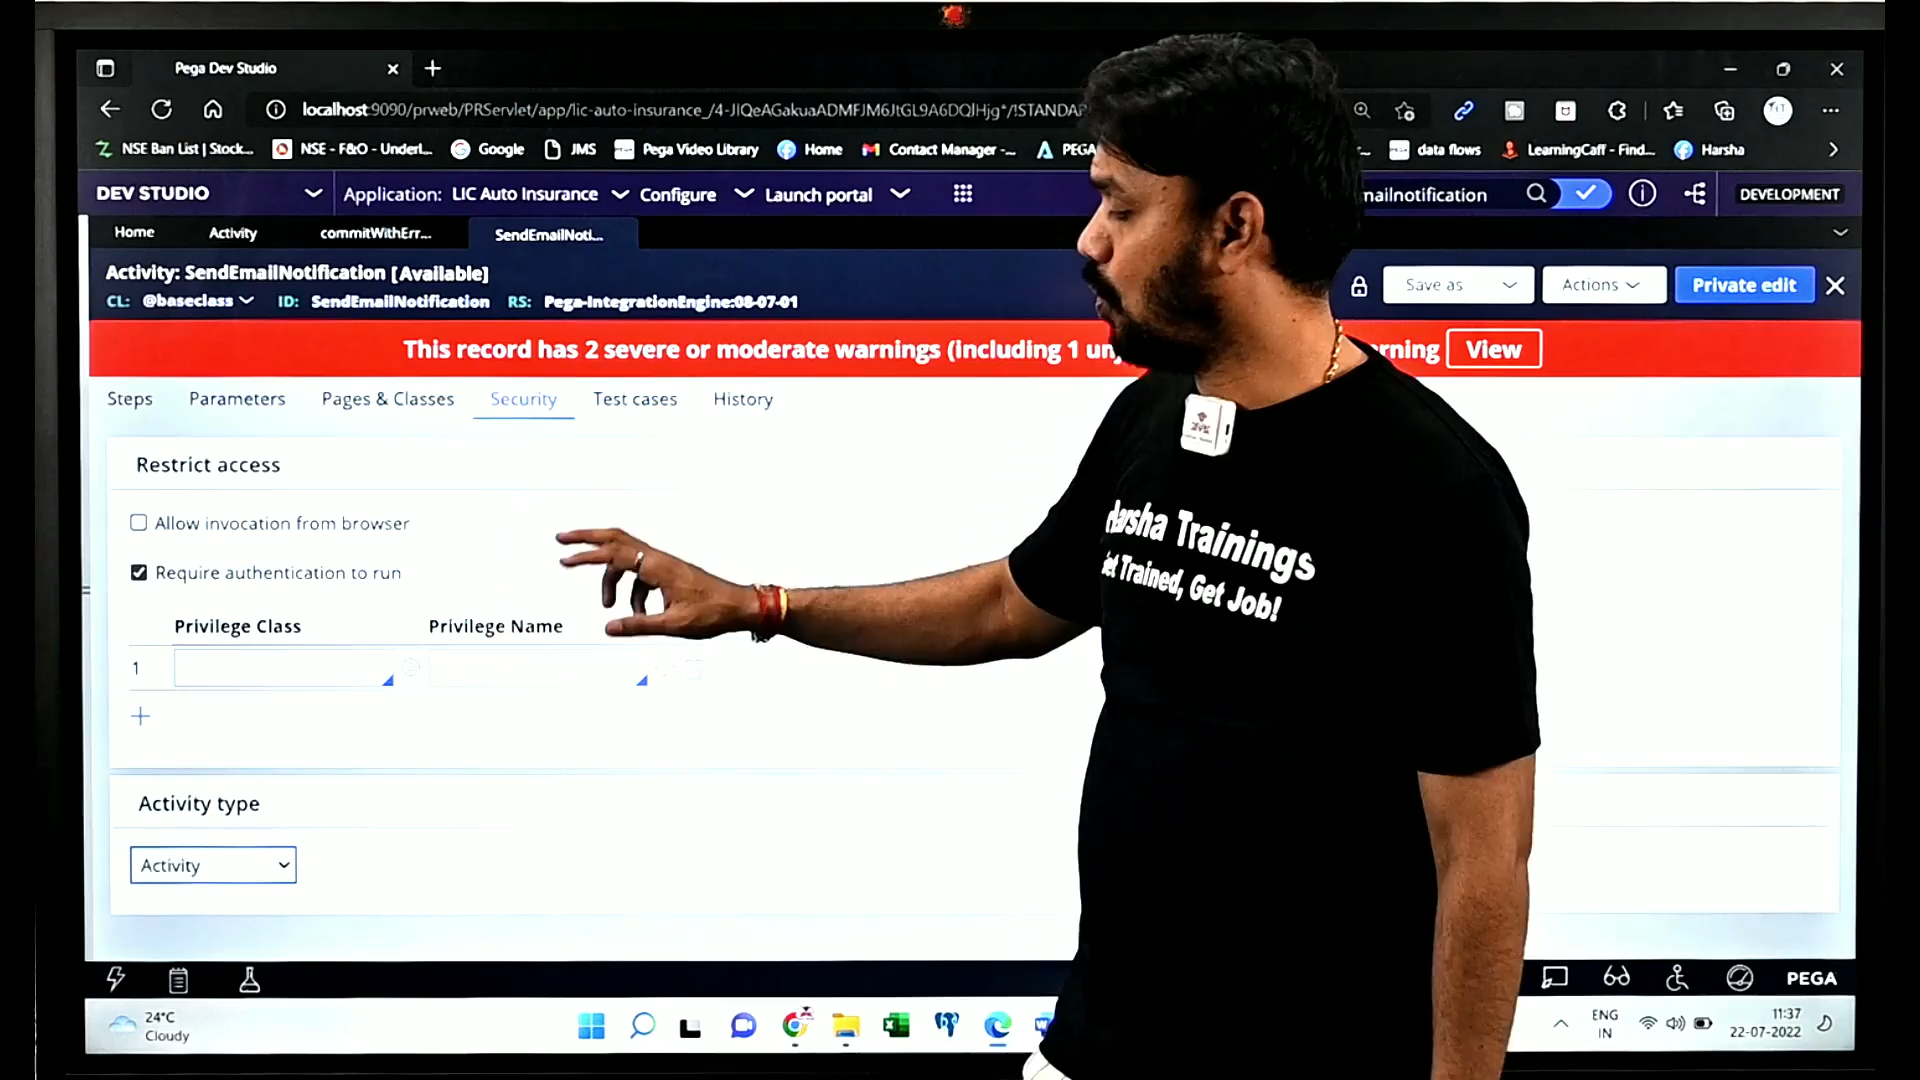 Pega Dev Studio
localhost:9090/prweb/PRServlet/app/lic-auto-insurance_/4-JIQeAGakuaADMFJM6JtGL9A6DQlHjg*/!STANDA
NSE Ban List | Stock... NSE - F&O - Underl... Google JMS Pega Video Library Home Contact Manager -... PEGA data flows LearningCaff - Find... Harsha
DEV STUDIO Application: LIC Auto Insurance Configure Launch portal mailnotification DEVELOPMENT
Home Activity commitWithErr... SendEmailNoti...
Activity: SendEmailNotification [Available]
CL: @baseclass ID: SendEmailNotification RS: Pega-IntegrationEngine:08-07-01
Save as Actions Private edit
This record has 2 severe or moderate warnings (including 1 rning View
Steps Parameters Pages & Classes Security Test cases History
Restrict access
Allow invocation from browser
Require authentication to run
Privilege Class Privilege Name
1
Activity type
Activity
Harsha Trainings
Get Trained, Get Job!
PEGA
24°C
Cloudy
ENG
IN
11:37
22-07-2022